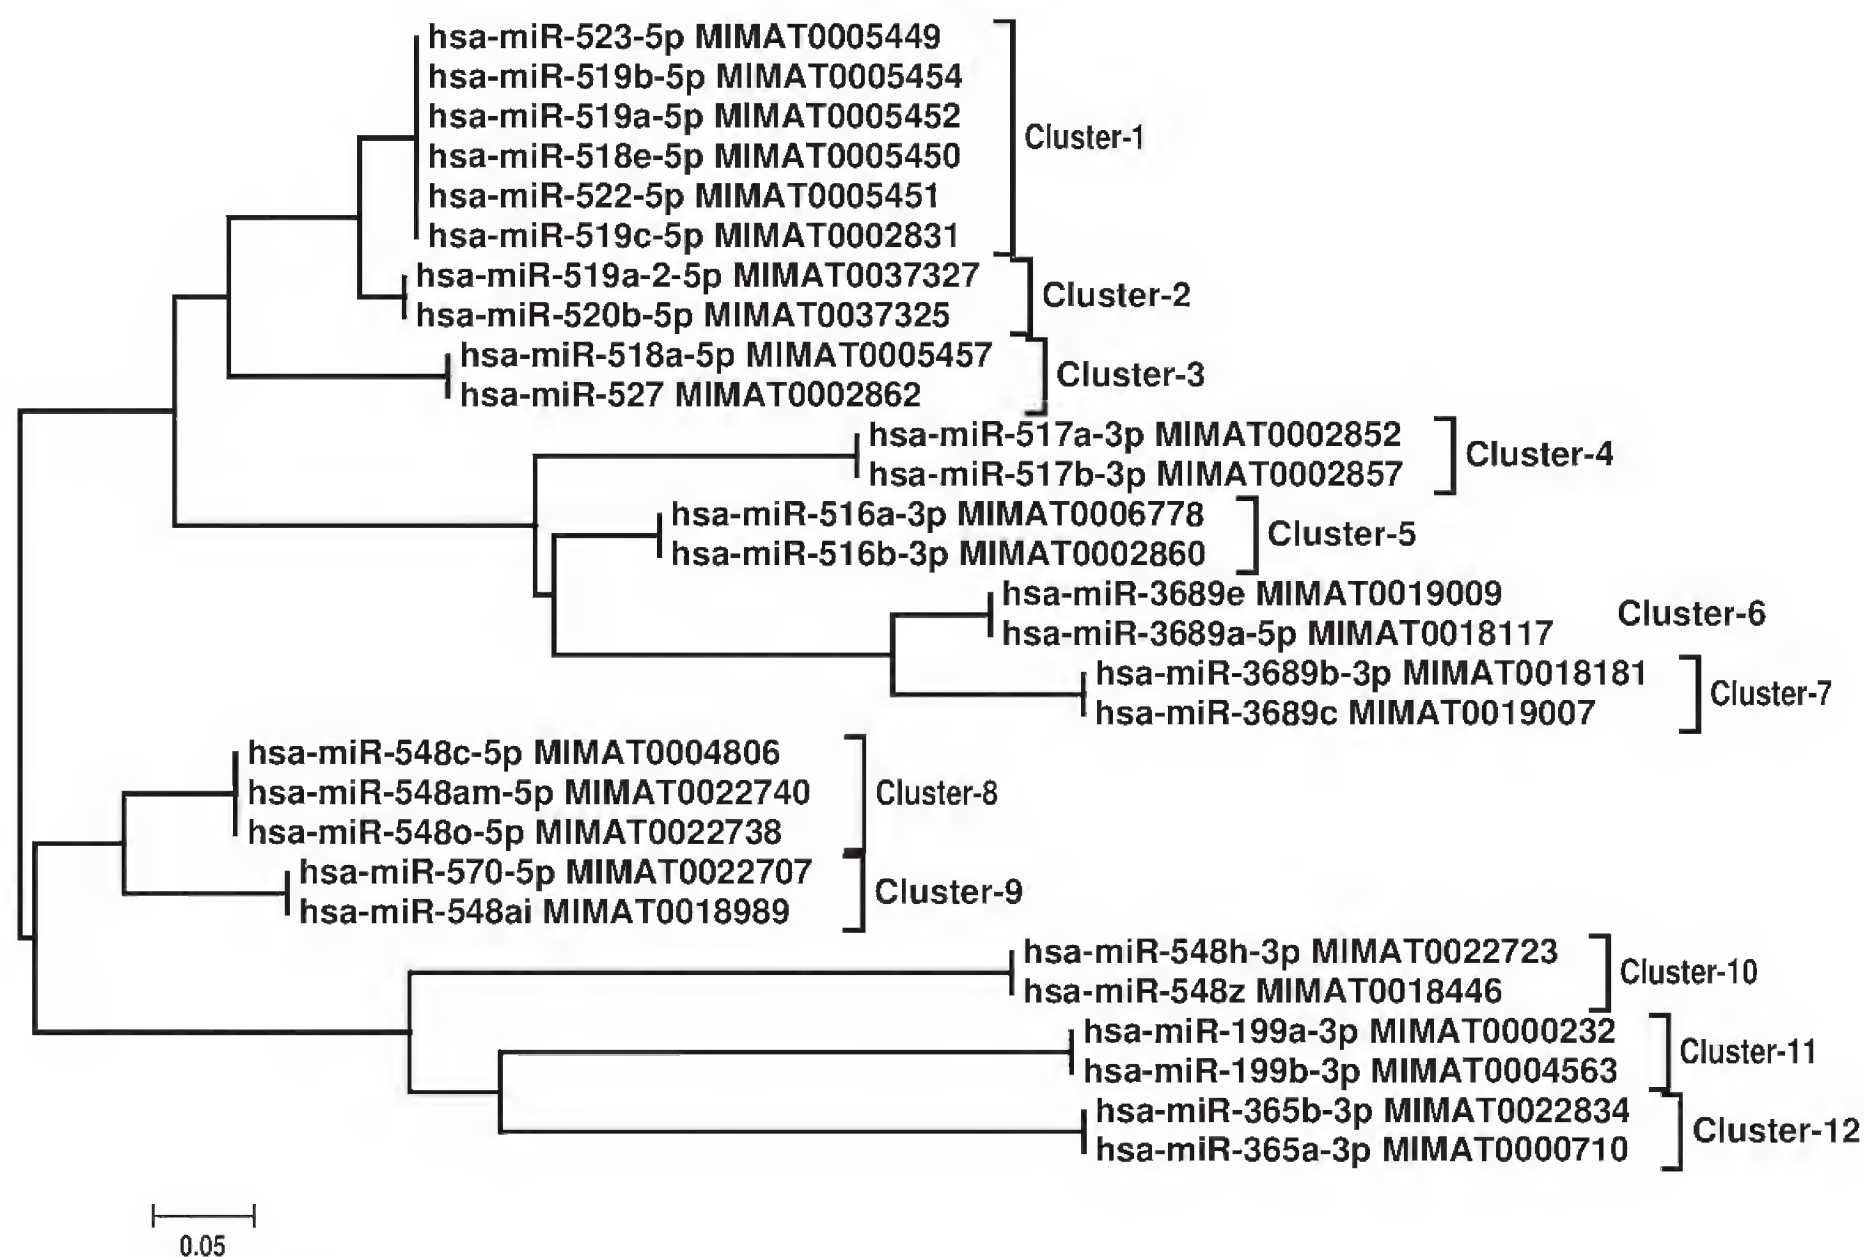 hsa-miR-523-5p MIMAT0005449
hsa-miR-519b-5p MIMAT0005454
hsa-miR-519a-5p MIMAT0005452
Cluster-1
hsa-miR-518e-5p MIMAT0005450
hsa-miR-522-5p MIMAT0005451
hsa-miR-519c-5p MIMAT0002831
hsa-miR-519a-2-5p MIMAT0037327
Cluster-2
hsa-miR-520b-5p MIMAT0037325
hsa-miR-518a-5p MIMAT0005457
Cluster-3
hsa-miR-527 MIMAT0002862
hsa-miR-517a-3p MIMAT0002852
Cluster-4
hsa-miR-517b-3p MIMAT0002857
hsa-miR-516a-3p MIMAT0006778
Cluster-5
hsa-miR-516b-3p MIMAT0002860
hsa-miR-3689e MIMAT0019009
Cluster-6
hsa-miR-3689a-5p MIMAT0018117
hsa-miR-3689b-3p MIMAT0018181
Cluster-7
hsa-miR-3689c MIMAT0019007
hsa-miR-548c-5p MIMAT0004806
hsa-miR-548am-5p MIMAT0022740
Cluster-8
hsa-miR-548o-5p MIMAT0022738
hsa-miR-570-5p MIMAT0022707
Cluster-9
hsa-miR-548ai MIMAT0018989
hsa-miR-548h-3p MIMAT0022723
Cluster-10
hsa-miR-548z MIMAT0018446
hsa-miR-199a-3p MIMAT0000232
Cluster-11
hsa-miR-199b-3p MIMAT0004563
hsa-miR-365b-3p MIMAT0022834
Cluster-12
hsa-miR-365a-3p MIMAT0000710
0.05